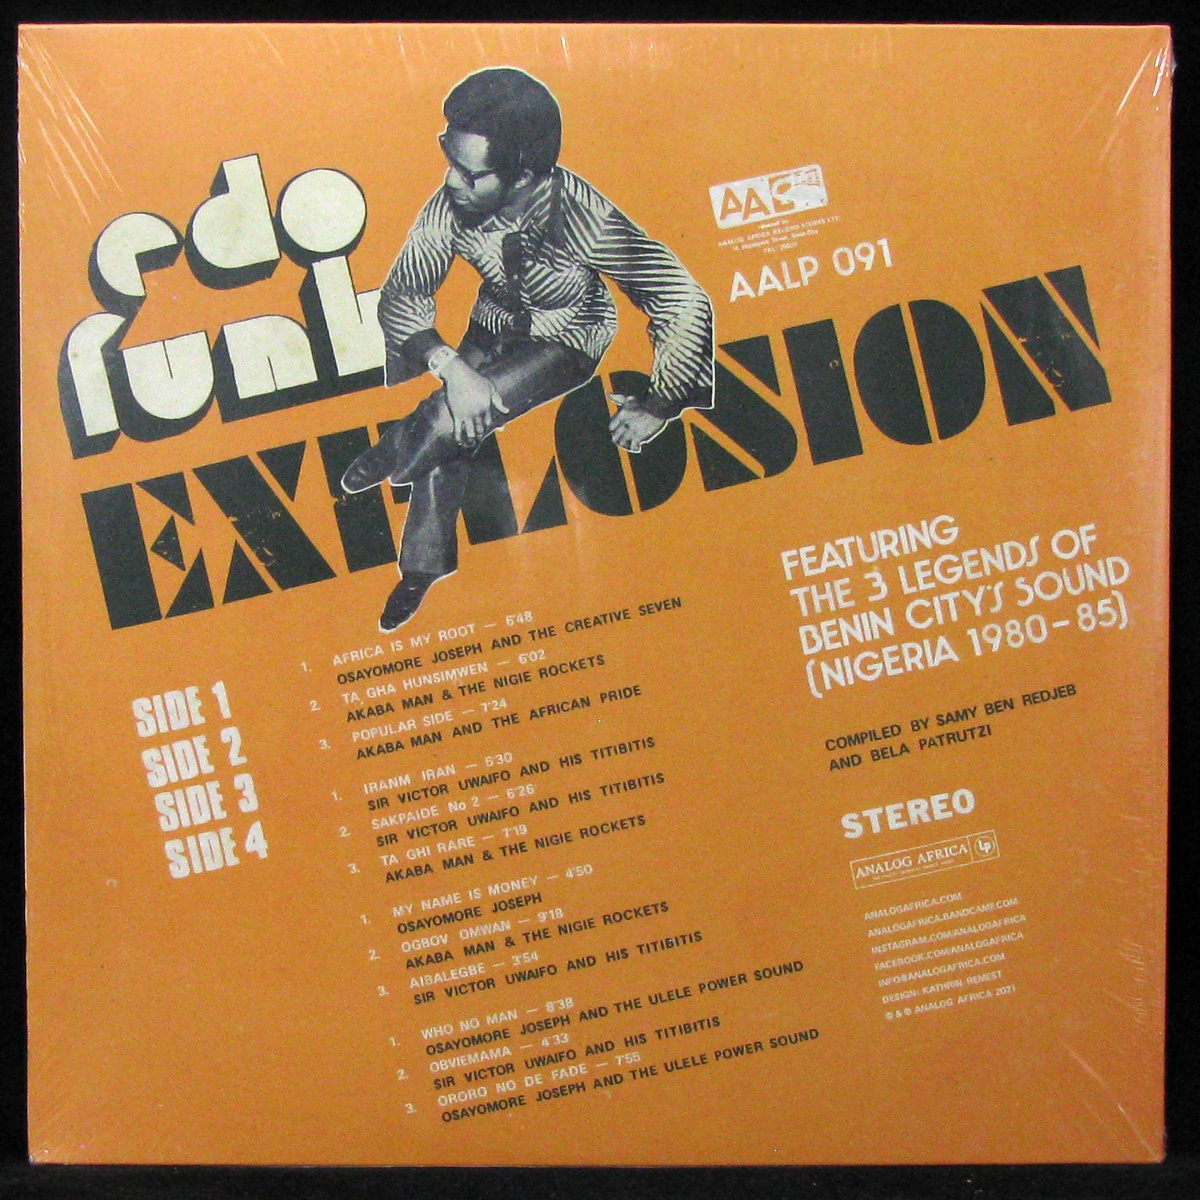 edo
funk
EXPLOSION
AAS
ANALOG AFRICA RECORD STORES LTD
AALP 091
FEATURING
THE 3 LEGENDS OF
BENIN CITY'S SOUND
(NIGERIA 1980-85)
COMPILED BY SAMY BEN REDJEB
AND BELA PATRUTZI
STEREO
ANALOG AFRICA LP
ANALOGAFRICA.COM
ANALOGAFRICA.BANDCAMP.COM
INSTAGRAM.COM/ANALOGAFRICA
FACEBOOK.COM/ANALOGAFRICA
INFO@ANALOGAFRICA.COM
DESIGN: KATHRIN REMEST
℗ & © ANALOG AFRICA 2021
SIDE 1
SIDE 2
SIDE 3
SIDE 4
1. AFRICA IS MY ROOT — 6'48
OSAYOMORE JOSEPH AND THE CREATIVE SEVEN
2. TA GHA HUNSIMWEN — 6'02
AKABA MAN & THE NIGIE ROCKETS
3. POPULAR SIDE — 7'24
AKABA MAN AND THE AFRICAN PRIDE
1. IRANM IRAN — 5'30
SIR VICTOR UWAIFO AND HIS TITIBITIS
2. SAKPAIDE No 2 — 6'26
SIR VICTOR UWAIFO AND HIS TITIBITIS
3. TA GHI RARE — 7'19
AKABA MAN & THE NIGIE ROCKETS
1. MY NAME IS MONEY — 4'50
OSAYOMORE JOSEPH
2. OGBOV OMWAN — 9'18
AKABA MAN & THE NIGIE ROCKETS
3. AIBALEGBE — 3'54
SIR VICTOR UWAIFO AND HIS TITIBITIS
1. WHO NO MAN — 8'38
OSAYOMORE JOSEPH AND THE ULELE POWER SOUND
2. OBVIEMAMA — 4'33
SIR VICTOR UWAIFO AND HIS TITIBITIS
3. ORORO NO DE FADE — 7'55
OSAYOMORE JOSEPH AND THE ULELE POWER SOUND